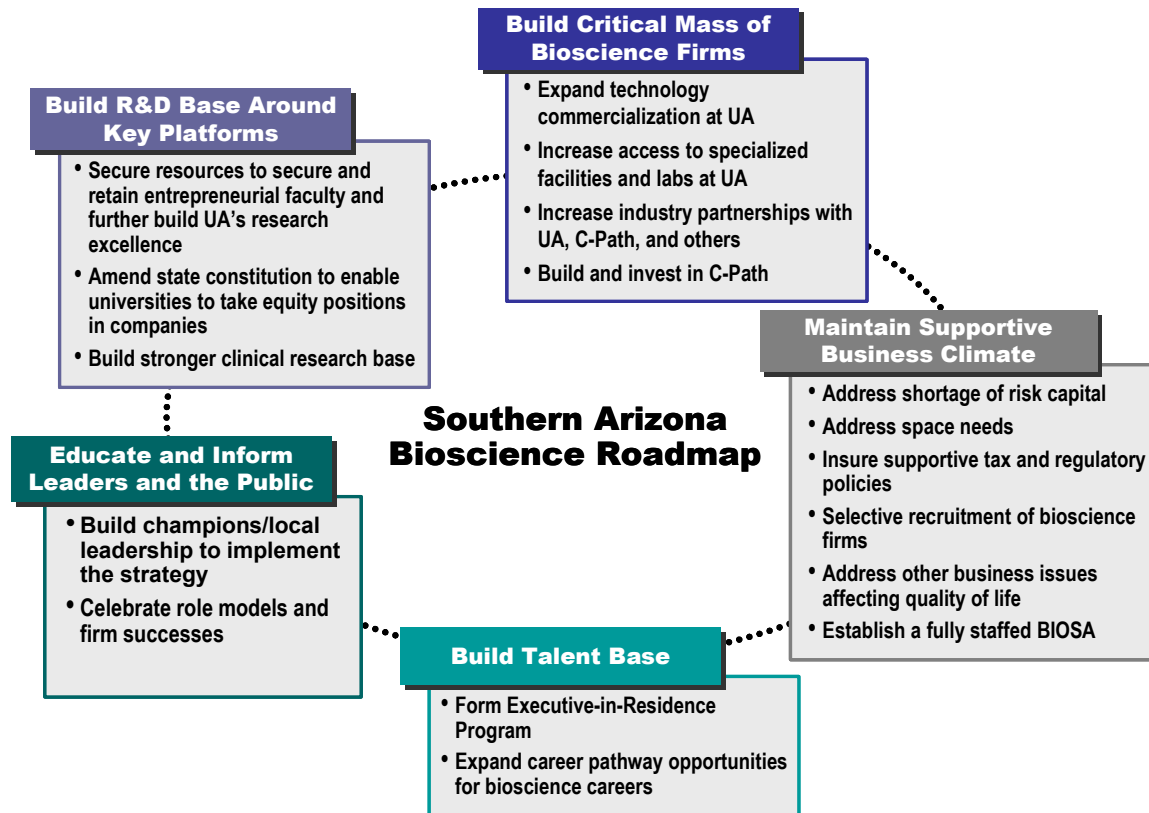 Build Critical Mass of
Bioscience Firms
• Expand technology
commercialization at UA
• Increase access to specialized
facilities and labs at UA
• Increase industry partnerships with
UA, C-Path, and others
• Build and invest in C-Path
Build R&D Base Around
Key Platforms
• Secure resources to secure and
retain entrepreneurial faculty and
further build UA's research
excellence
• Amend state constitution to enable
universities to take equity positions
in companies
• Build stronger clinical research base
Maintain Supportive
Business Climate
• Address shortage of risk capital
• Address space needs
• Insure supportive tax and regulatory
policies
• Selective recruitment of bioscience
firms
• Address other business issues
affecting quality of life
• Establish a fully staffed BIOSA
Southern Arizona
Bioscience Roadmap
Educate and Inform
Leaders and the Public
• Build champions/local
leadership to implement
the strategy
• Celebrate role models and
firm successes
Build Talent Base
• Form Executive-in-Residence
Program
• Expand career pathway opportunities
for bioscience careers